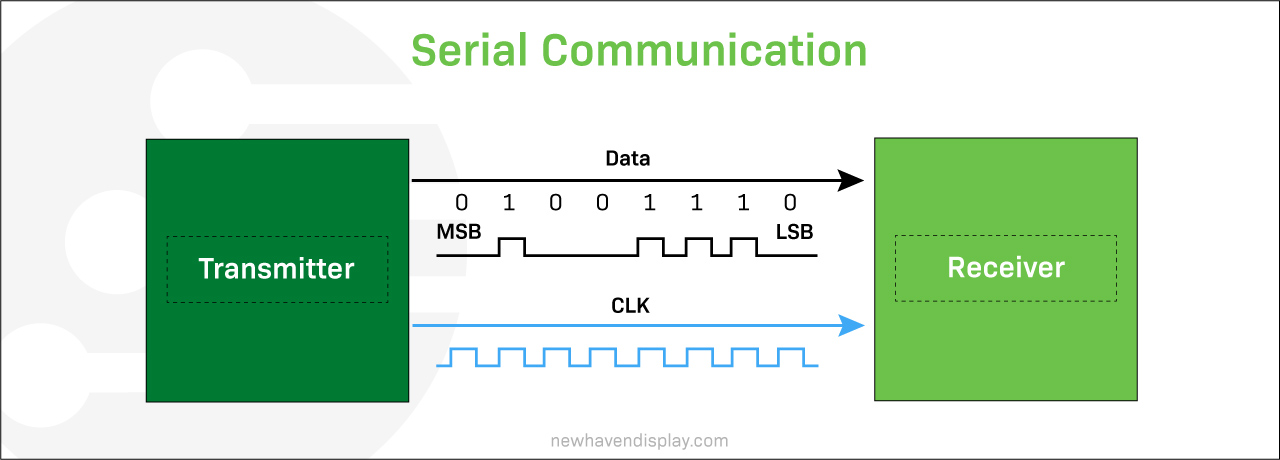 Serial Communication
Data
0 1 0 0 1 1 1 0
MSB LSB
Transmitter
Receiver
CLK
newhavendisplay.com